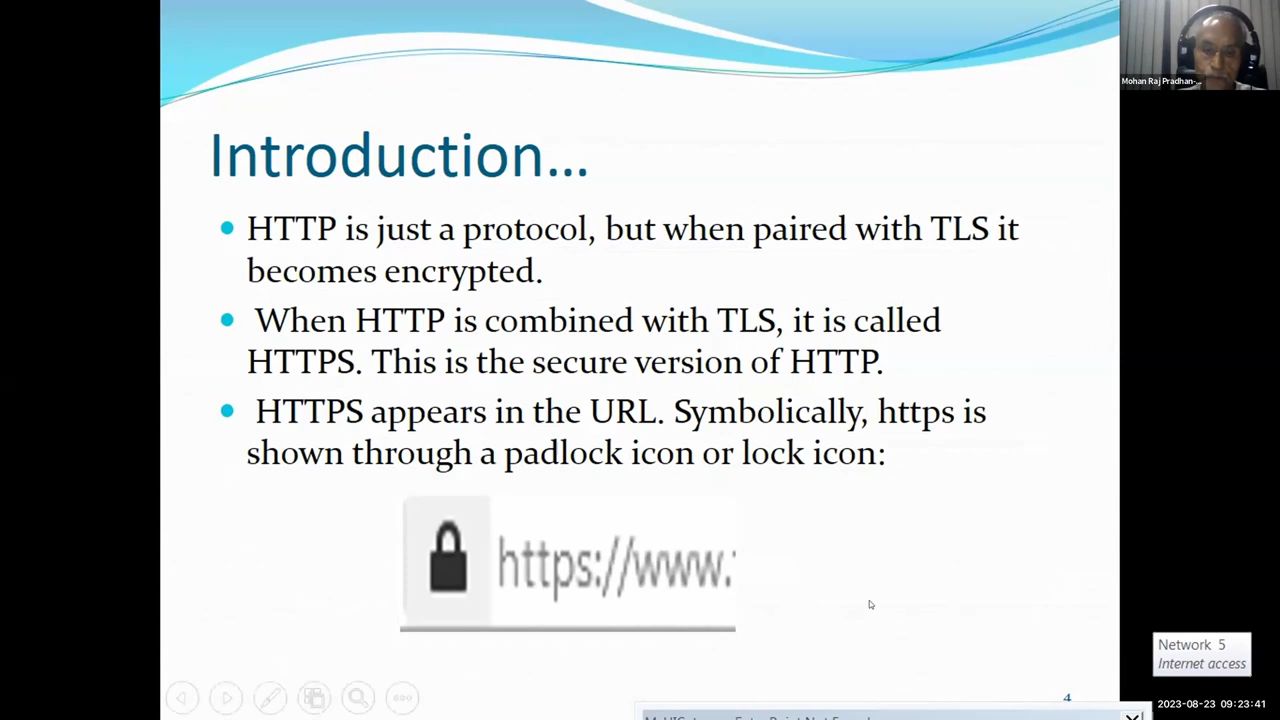 Mohan Raj Pradhan-...
Introduction...
HTTP is just a protocol, but when paired with TLS it
becomes encrypted.
When HTTP is combined with TLS, it is called
HTTPS. This is the secure version of HTTP.
HTTPS appears in the URL. Symbolically, https is
shown through a padlock icon or lock icon:
https://www.
Network 5
Internet access
4
2023-08-23 09:23:41